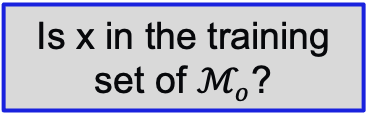 Is x in the training
set of ℳₒ?